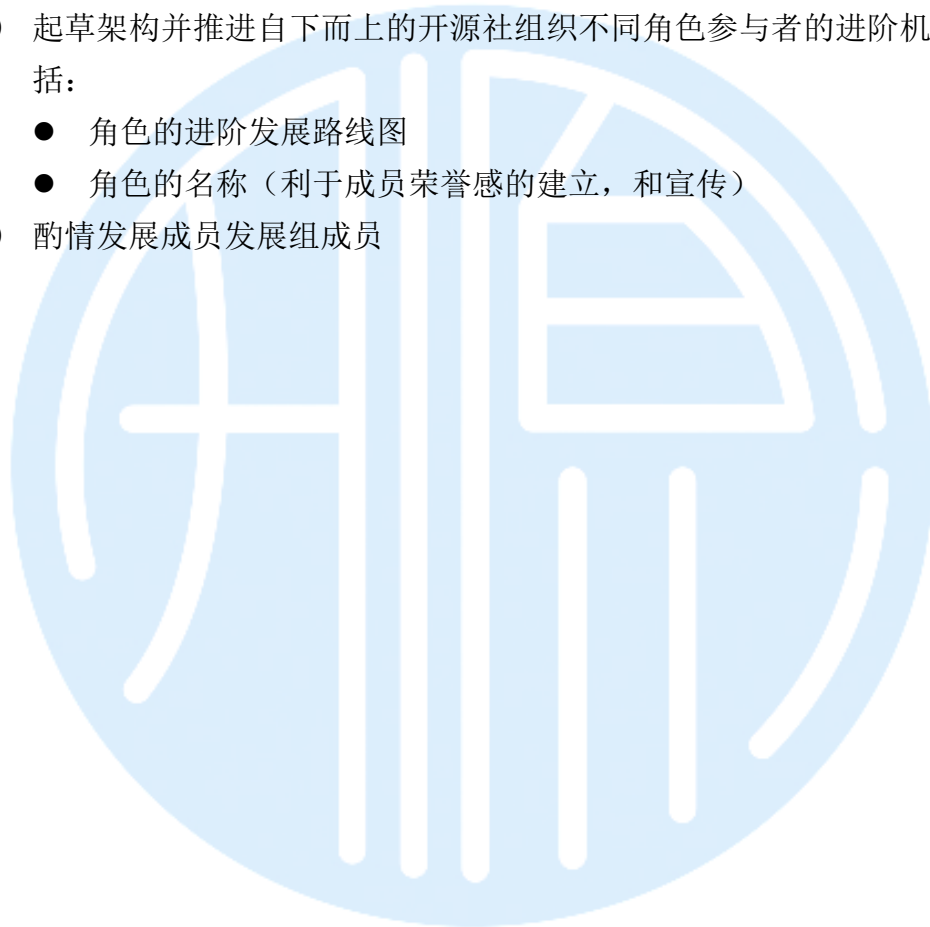 起草架构并推进自下而上的开源社组织不同角色参与者的进阶机
括：
● 角色的进阶发展路线图
● 角色的名称（利于成员荣誉感的建立，和宣传）
酌情发展成员发展组成员